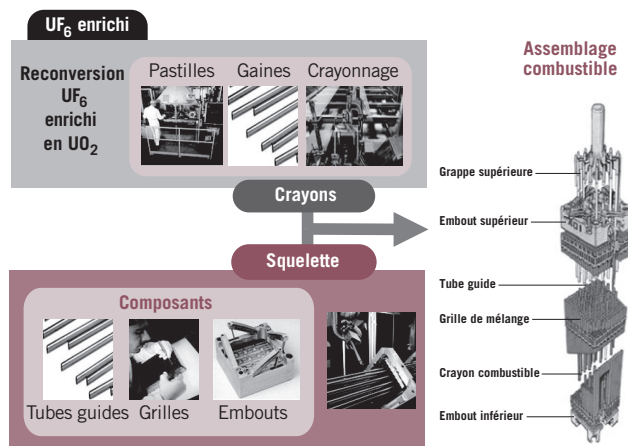 UF6 enrichi
Reconversion
UF6
enrichi
en UO2
Pastilles
Gaines
Crayonnage
Crayons
Squelette
Composants
Tubes guides
Grilles
Embouts
Assemblage
combustible
Grappe supérieure
Embout supérieur
Tube guide
Grille de mélange
Crayon combustible
Embout inférieur